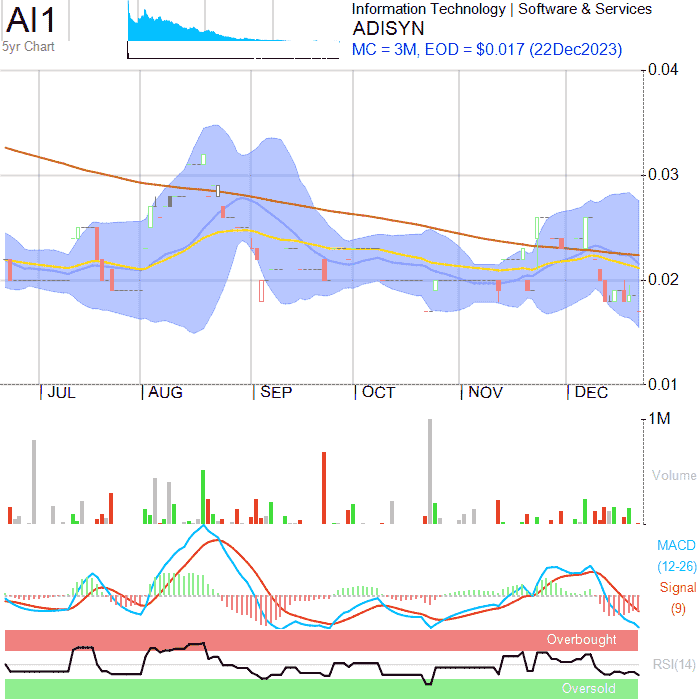 AI1
5yr Chart
Information Technology | Software & Services
ADISYN
MC = 3M, EOD = $0.017 (22Dec2023)
0.04
0.03
0.02
0.01
JUL AUG SEP OCT NOV DEC
1M
Volume
MACD
(12-26)
Signal
(9)
Overbought
RSI(14)
Oversold